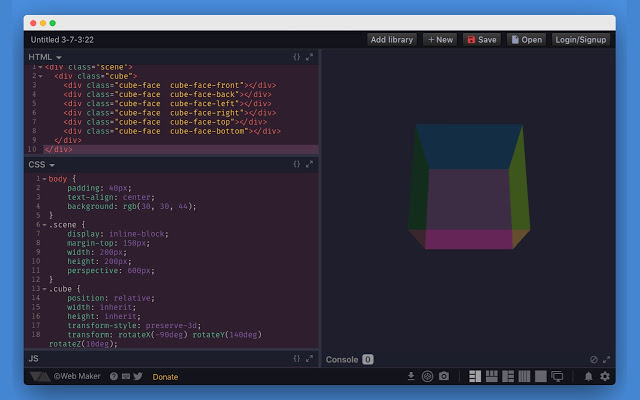 Untitled 3-7-3:22
Add library
+ New
Save
Open
Login/Signup
HTML
{}
1 <div class="scene">
2 <div class="cube">
3 <div class="cube-face cube-face-front"></div>
4 <div class="cube-face cube-face-back"></div>
5 <div class="cube-face cube-face-left"></div>
6 <div class="cube-face cube-face-right"></div>
7 <div class="cube-face cube-face-top"></div>
8 <div class="cube-face cube-face-bottom"></div>
9 </div>
10 </div>
CSS
{}
1 body {
2 padding: 40px;
3 text-align: center;
4 background: rgb(30, 30, 44);
5 }
6 .scene {
7 display: inline-block;
8 margin-top: 150px;
9 width: 200px;
10 height: 200px;
11 perspective: 600px;
12 }
13 .cube {
14 position: relative;
15 width: inherit;
16 height: inherit;
17 transform-style: preserve-3d;
18 transform: rotateX(-90deg) rotateY(140deg)
rotateZ(10deg);
JS
{}
Console 0
©Web Maker
Donate